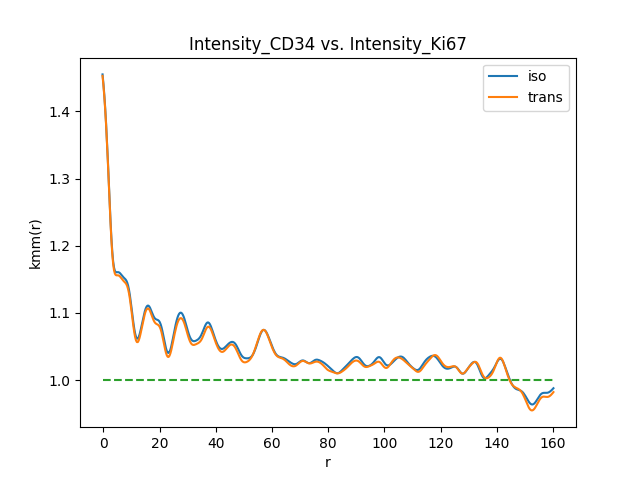 Intensity_CD34 vs. Intensity_Ki67
iso
trans
kmm(r)
1.4
1.3
1.2
1.1
1.0
0 20 40 60 80 100 120 140 160
r